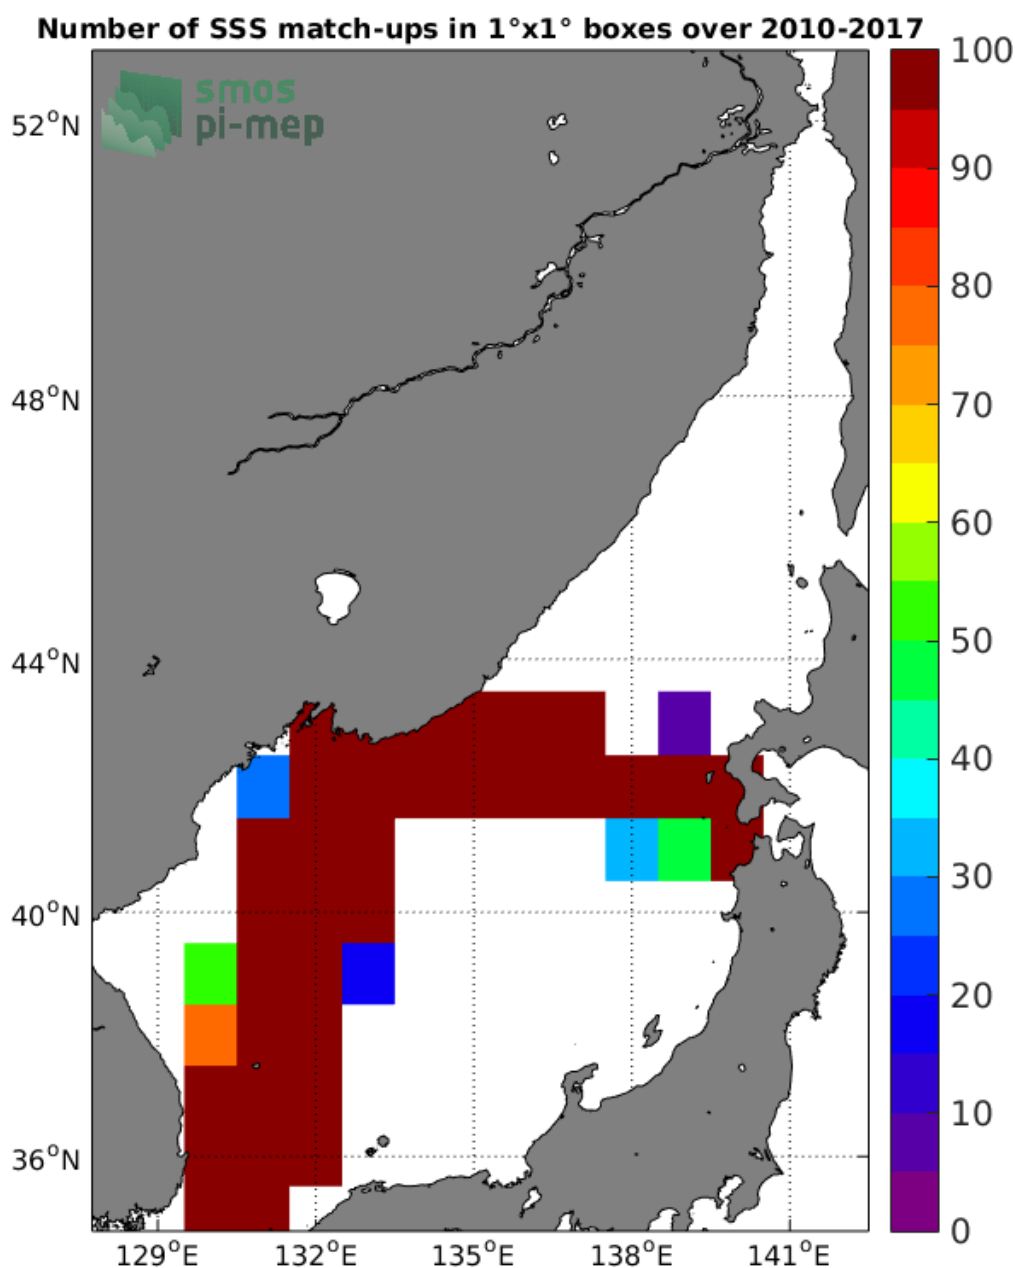 Number of SSS match-ups in 1°x1° boxes over 2010-2017
smos
pi-mep
52°N
48°N
44°N
40°N
36°N
129°E 132°E 135°E 138°E 141°E
100
90
80
70
60
50
40
30
20
10
0